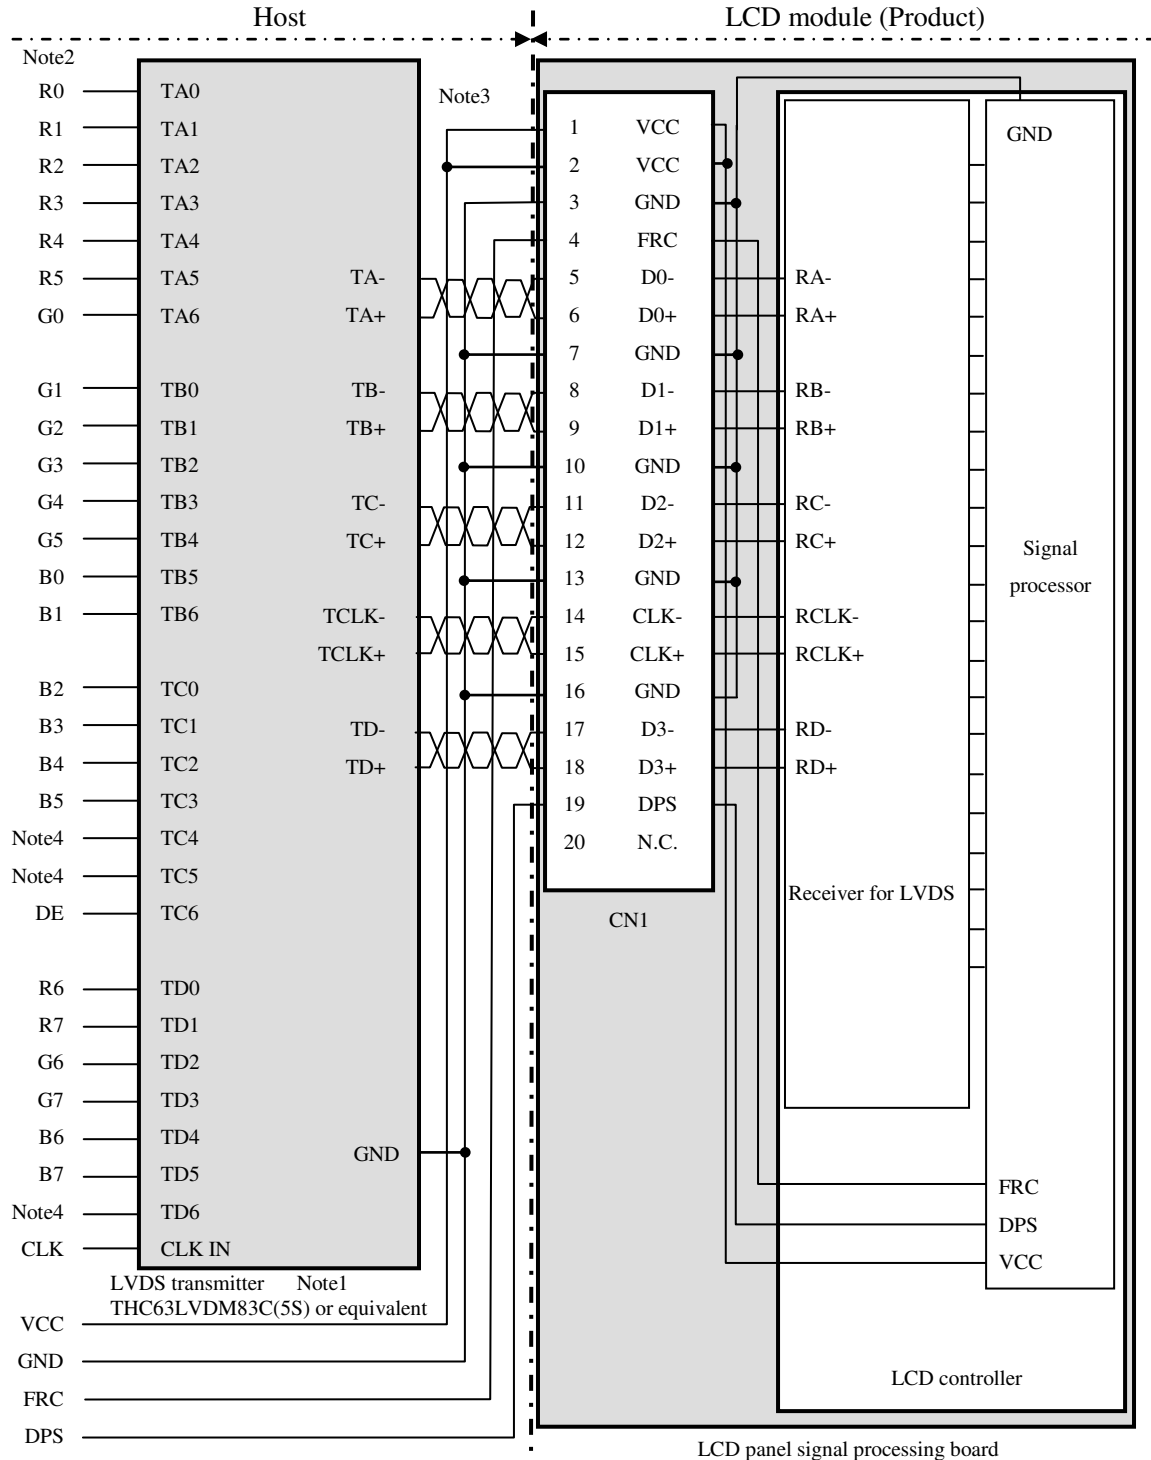 Host
LCD module (Product)
Note2
R0 TA0
R1 TA1
R2 TA2
R3 TA3
R4 TA4
R5 TA5
G0 TA6
G1 TB0
G2 TB1
G3 TB2
G4 TB3
G5 TB4
B0 TB5
B1 TB6
B2 TC0
B3 TC1
B4 TC2
B5 TC3
Note4 TC4
Note4 TC5
DE TC6
R6 TD0
R7 TD1
G6 TD2
G7 TD3
B6 TD4
B7 TD5
Note4 TD6
CLK CLK IN
TA-
TA+
TB-
TB+
TC-
TC+
TCLK-
TCLK+
TD-
TD+
GND
LVDS transmitter Note1
THC63LVDM83C(5S) or equivalent
VCC
GND
FRC
DPS
Note3
1 VCC
2 VCC
3 GND
4 FRC
5 D0-
6 D0+
7 GND
8 D1-
9 D1+
10 GND
11 D2-
12 D2+
13 GND
14 CLK-
15 CLK+
16 GND
17 D3-
18 D3+
19 DPS
20 N.C.
CN1
RA-
RA+
RB-
RB+
RC-
RC+
RCLK-
RCLK+
RD-
RD+
Receiver for LVDS
GND
Signal
processor
FRC
DPS
VCC
LCD controller
LCD panel signal processing board